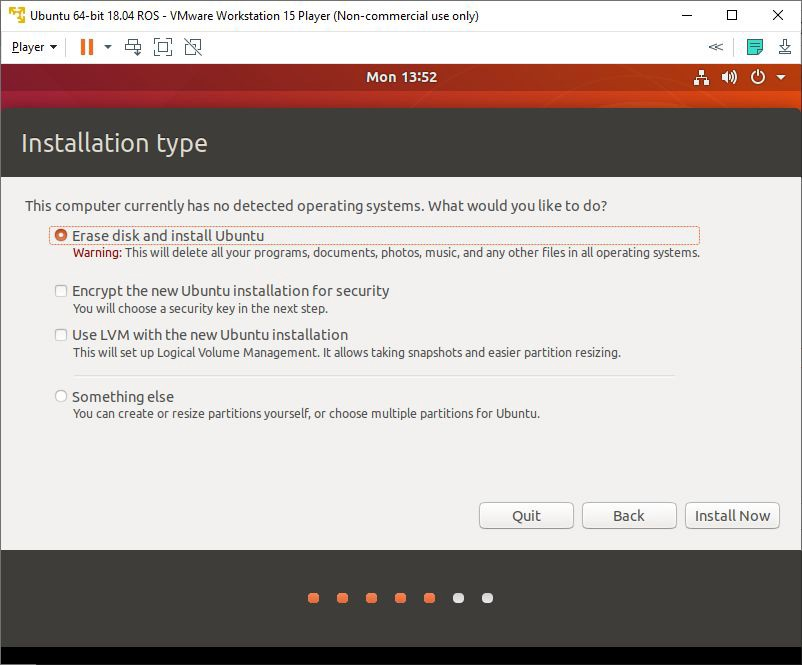 Ubuntu 64-bit 18.04 ROS - VMware Workstation 15 Player (Non-commercial use only)
Player
Mon 13:52
Installation type
This computer currently has no detected operating systems. What would you like to do?
Erase disk and install Ubuntu
Warning: This will delete all your programs, documents, photos, music, and any other files in all operating systems.
Encrypt the new Ubuntu installation for security
You will choose a security key in the next step.
Use LVM with the new Ubuntu installation
This will set up Logical Volume Management. It allows taking snapshots and easier partition resizing.
Something else
You can create or resize partitions yourself, or choose multiple partitions for Ubuntu.
Quit Back Install Now